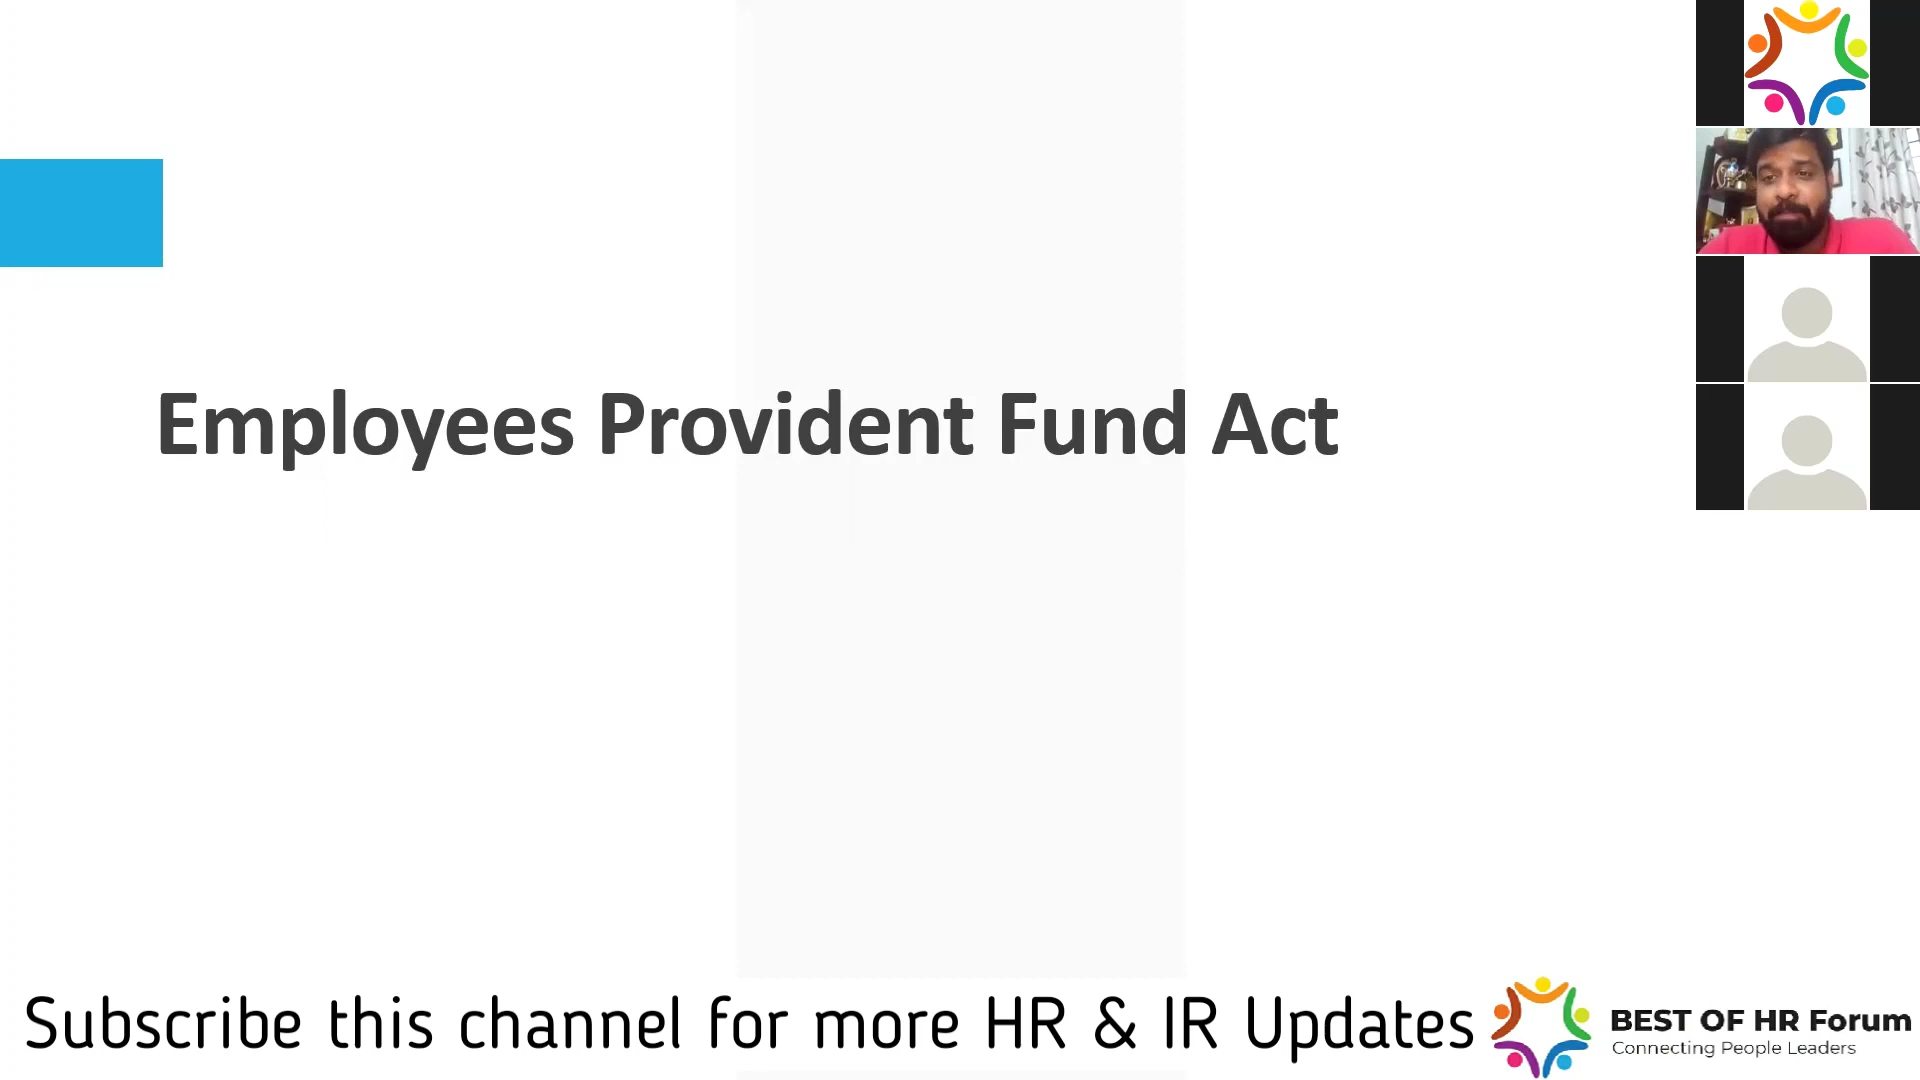 Employees Provident Fund Act
Subscribe this channel for more HR & IR Updates
BEST OF HR Forum
Connecting People Leaders